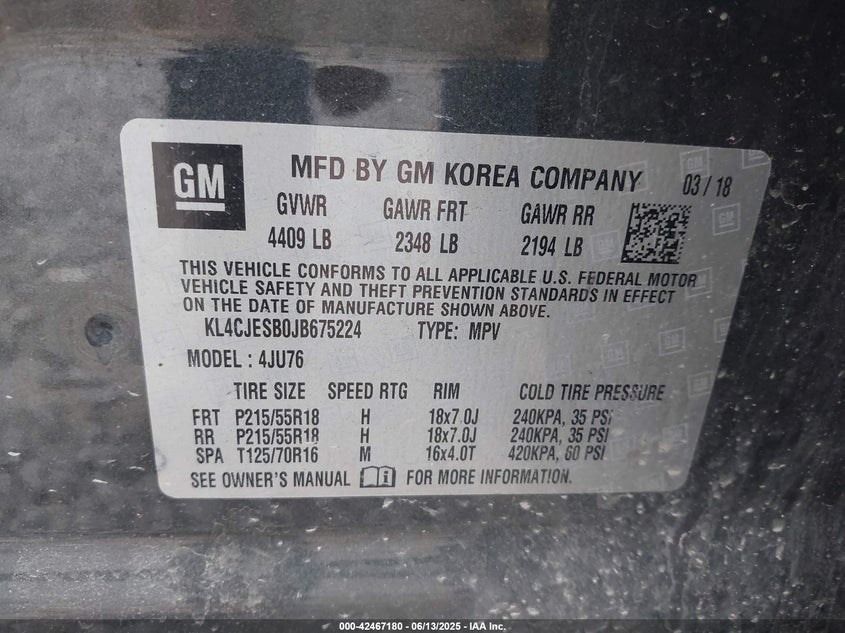 GM
MFD BY GM KOREA COMPANY 03/18
GVWR GAWR FRT GAWR RR
4409 LB 2348 LB 2194 LB
THIS VEHICLE CONFORMS TO ALL APPLICABLE U.S. FEDERAL MOTOR
VEHICLE SAFETY AND THEFT PREVENTION STANDARDS IN EFFECT
ON THE DATE OF MANUFACTURE SHOWN ABOVE.
KL4CJESB0JB675224 TYPE: MPV
MODEL : 4JU76
TIRE SIZE SPEED RTG RIM COLD TIRE PRESSURE
FRT P215/55R18 H 18x7.0J 240KPA, 35 PSI
RR P215/55R18 H 18x7.0J 240KPA, 35 PSI
SPA T125/70R16 M 16x4.0T 420KPA, 60 PSI
SEE OWNER'S MANUAL FOR MORE INFORMATION.
000-42467180 - 06/13/2025 - IAA Inc.